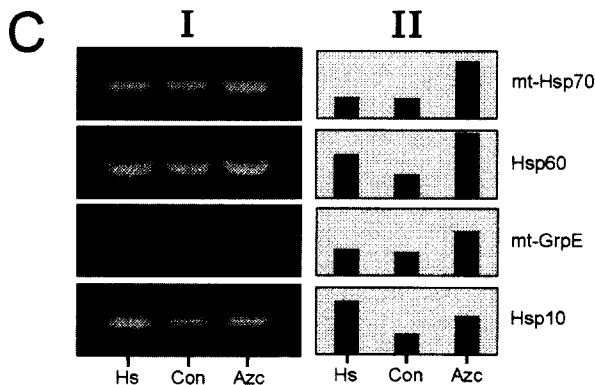 C
I II
mt-Hsp70
Hsp60
mt-GrpE
Hsp10
Hs Con Azc Hs Con Azc